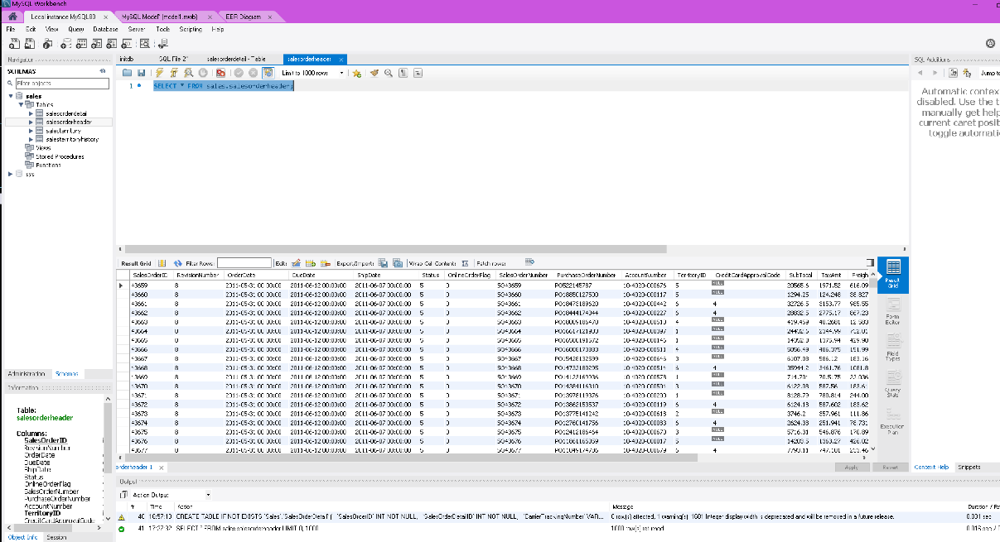 MySQL Workbench
Local instance MySQL80 × MySQL Model* (model1.mwb) × EER Diagram ×
File Edit View Query Database Server Tools Scripting Help
Navigator
SCHEMAS
Filter objects
sales
Tables
salesorderdetail
salesorderheader
salesterritory
salesterritoryhistory
Views
Stored Procedures
Functions
sys
Administration Schemas
Information
Table:
salesorderheader
Columns:
SalesOrderID
RevisionNumber
OrderDate
DueDate
ShipDate
Status
OnlineOrderFlag
SalesOrderNumber
PurchaseOrderNumber
AccountNumber
TerritoryID
CreditCardApprovalCode
Object Info Session
initdb SQL File 2* salesorderdetail - Table salesorderheader ×
Limit to 1000 rows
1 SELECT * FROM sales.salesorderheader;
Result Grid Filter Rows: Edit: Export/Import: Wrap Cell Content: Fetch rows:
SalesOrderID RevisionNumber OrderDate DueDate ShipDate Status OnlineOrderFlag SalesOrderNumber PurchaseOrderNumber AccountNumber TerritoryID CreditCardApprovalCode SubTotal TaxAmt Freigh
43659 8 2011-05-31 00:00:00 2011-06-12 00:00:00 2011-06-07 00:00:00 5 0 SO43659 PO522145787 10-4020-000676 5 NULL 20565.6 1971.52 616.09
43660 8 2011-05-31 00:00:00 2011-06-12 00:00:00 2011-06-07 00:00:00 5 0 SO43660 PO18850127500 10-4020-000117 5 NULL 1294.25 124.248 38.827
43661 8 2011-05-31 00:00:00 2011-06-12 00:00:00 2011-06-07 00:00:00 5 0 SO43661 PO18473189620 10-4020-000442 6 4 32726.5 3153.77 985.55
43662 8 2011-05-31 00:00:00 2011-06-12 00:00:00 2011-06-07 00:00:00 5 0 SO43662 PO18444174044 10-4020-000227 6 4 28832.5 2775.17 867.23
43663 8 2011-05-31 00:00:00 2011-06-12 00:00:00 2011-06-07 00:00:00 5 0 SO43663 PO18009186470 10-4020-000510 4 NULL 419.459 40.2681 12.583
43664 8 2011-05-31 00:00:00 2011-06-12 00:00:00 2011-06-07 00:00:00 5 0 SO43664 PO16617121983 10-4020-000397 1 NULL 24432.6 2344.99 732.81
43665 8 2011-05-31 00:00:00 2011-06-12 00:00:00 2011-06-07 00:00:00 5 0 SO43665 PO16588191572 10-4020-000146 1 NULL 14352.8 1375.94 429.98
43666 8 2011-05-31 00:00:00 2011-06-12 00:00:00 2011-06-07 00:00:00 5 0 SO43666 PO16008173883 10-4020-000511 4 NULL 5056.49 486.375 151.99
43667 8 2011-05-31 00:00:00 2011-06-12 00:00:00 2011-06-07 00:00:00 5 0 SO43667 PO15428132599 10-4020-000646 3 NULL 6107.08 586.12 183.16
43668 8 2011-05-31 00:00:00 2011-06-12 00:00:00 2011-06-07 00:00:00 5 0 SO43668 PO14732180295 10-4020-000514 6 4 35944.2 3461.76 1081.8
43669 8 2011-05-31 00:00:00 2011-06-12 00:00:00 2011-06-07 00:00:00 5 0 SO43669 PO14123169936 10-4020-000578 1 NULL 714.704 70.5175 22.036
43670 8 2011-05-31 00:00:00 2011-06-12 00:00:00 2011-06-07 00:00:00 5 0 SO43670 PO14384116310 10-4020-000504 3 NULL 6122.08 587.56 183.61
43671 8 2011-05-31 00:00:00 2011-06-12 00:00:00 2011-06-07 00:00:00 5 0 SO43671 PO13978119376 10-4020-000200 1 NULL 8128.79 780.814 244.00
43672 8 2011-05-31 00:00:00 2011-06-12 00:00:00 2011-06-07 00:00:00 5 0 SO43672 PO13862153537 10-4020-000119 6 4 6124.18 587.602 183.62
43673 8 2011-05-31 00:00:00 2011-06-12 00:00:00 2011-06-07 00:00:00 5 0 SO43673 PO13775141242 10-4020-000618 2 NULL 3746.2 357.961 111.86
43674 8 2011-05-31 00:00:00 2011-06-12 00:00:00 2011-06-07 00:00:00 5 0 SO43674 PO12760141756 10-4020-000083 6 4 2624.38 251.941 78.731
43675 8 2011-05-31 00:00:00 2011-06-12 00:00:00 2011-06-07 00:00:00 5 0 SO43675 PO12412186464 10-4020-000670 3 NULL 5716.31 546.876 170.89
43676 8 2011-05-31 00:00:00 2011-06-12 00:00:00 2011-06-07 00:00:00 5 0 SO43676 PO11861165059 10-4020-000017 5 NULL 14203.5 1363.27 426.02
43677 8 2011-05-31 00:00:00 2011-06-12 00:00:00 2011-06-07 00:00:00 5 0 SO43677 PO11849174786 10-4020-000679 6 4 7793.11 747.181 233.46
Result
Grid
Form
Editor
Field
Types
Query
Stats
Execution
Plan
orderheader 1 × Apply Revert
Output
Action Output
# Time Action Message Duration /
40 16:57:13 CREATE TABLE IF NOT EXISTS `Sales`.`SalesOrderDetail` ( `SalesOrderID` INT NOT NULL, `SalesOrderDetailID` INT NOT NULL, `CarrierTrackingNumber` VAR... 0 row(s) affected, 1 warning(s): 1681 Integer display width is deprecated and will be removed in a future release. 0.031 sec
41 17:27:32 SELECT * FROM sales.salesorderheader LIMIT 0, 1000 1000 row(s) returned 0.016 sec /
SQL Additions
Jump to
Automatic contex
disabled. Use the t
manually get help
current caret posit
toggle automati
Context Help Snippets